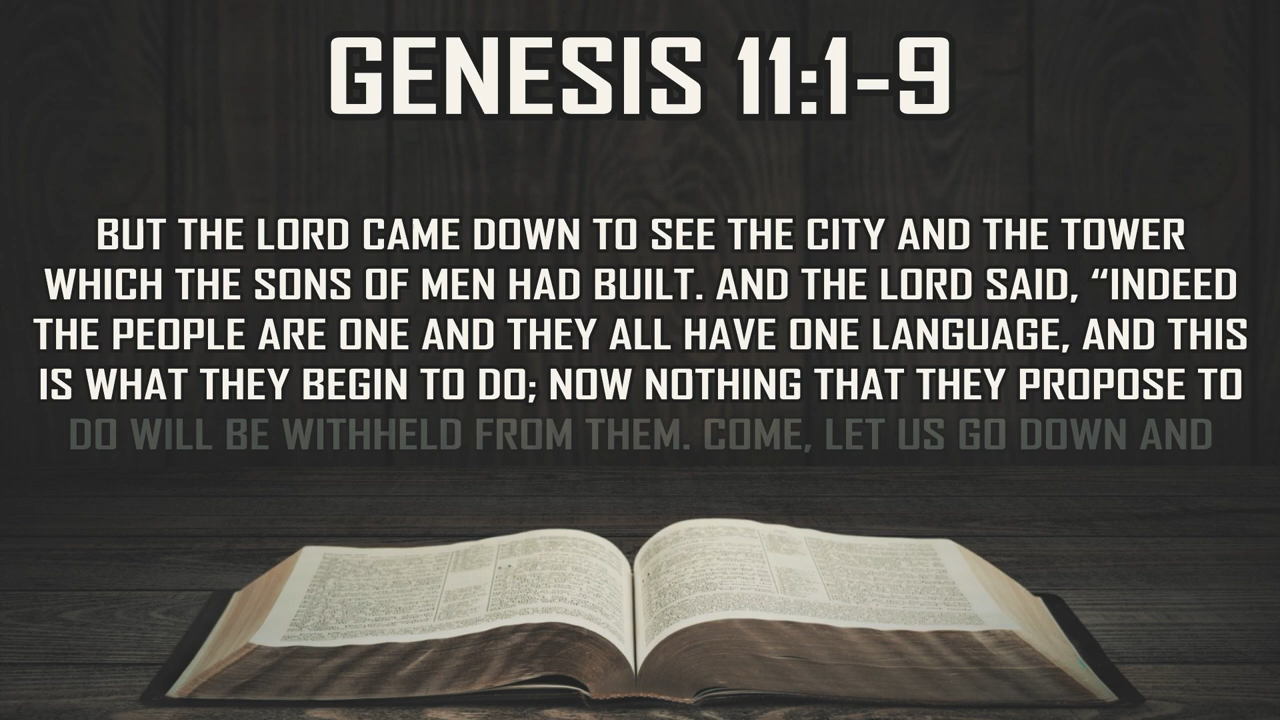 GENESIS 11:1-9
BUT THE LORD CAME DOWN TO SEE THE CITY AND THE TOWER
WHICH THE SONS OF MEN HAD BUILT. AND THE LORD SAID, “INDEED
THE PEOPLE ARE ONE AND THEY ALL HAVE ONE LANGUAGE, AND THIS
IS WHAT THEY BEGIN TO DO; NOW NOTHING THAT THEY PROPOSE TO
DO WILL BE WITHHELD FROM THEM. COME, LET US GO DOWN AND